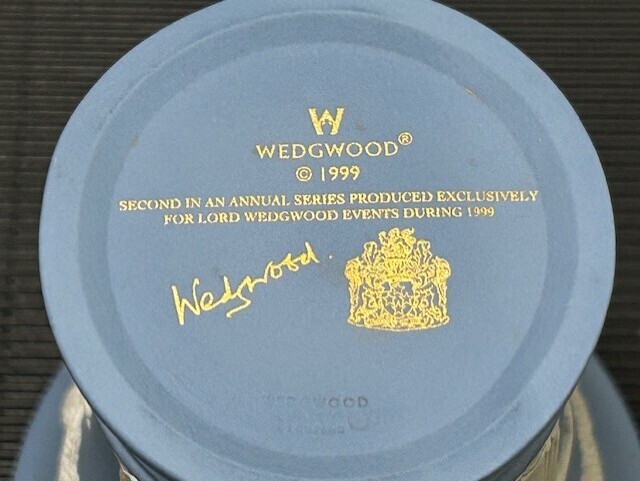 W
WEDGWOOD®
© 1999
SECOND IN AN ANNUAL SERIES PRODUCED EXCLUSIVELY
FOR LORD WEDGWOOD EVENTS DURING 1999
Wedgwood
WEDGWOOD